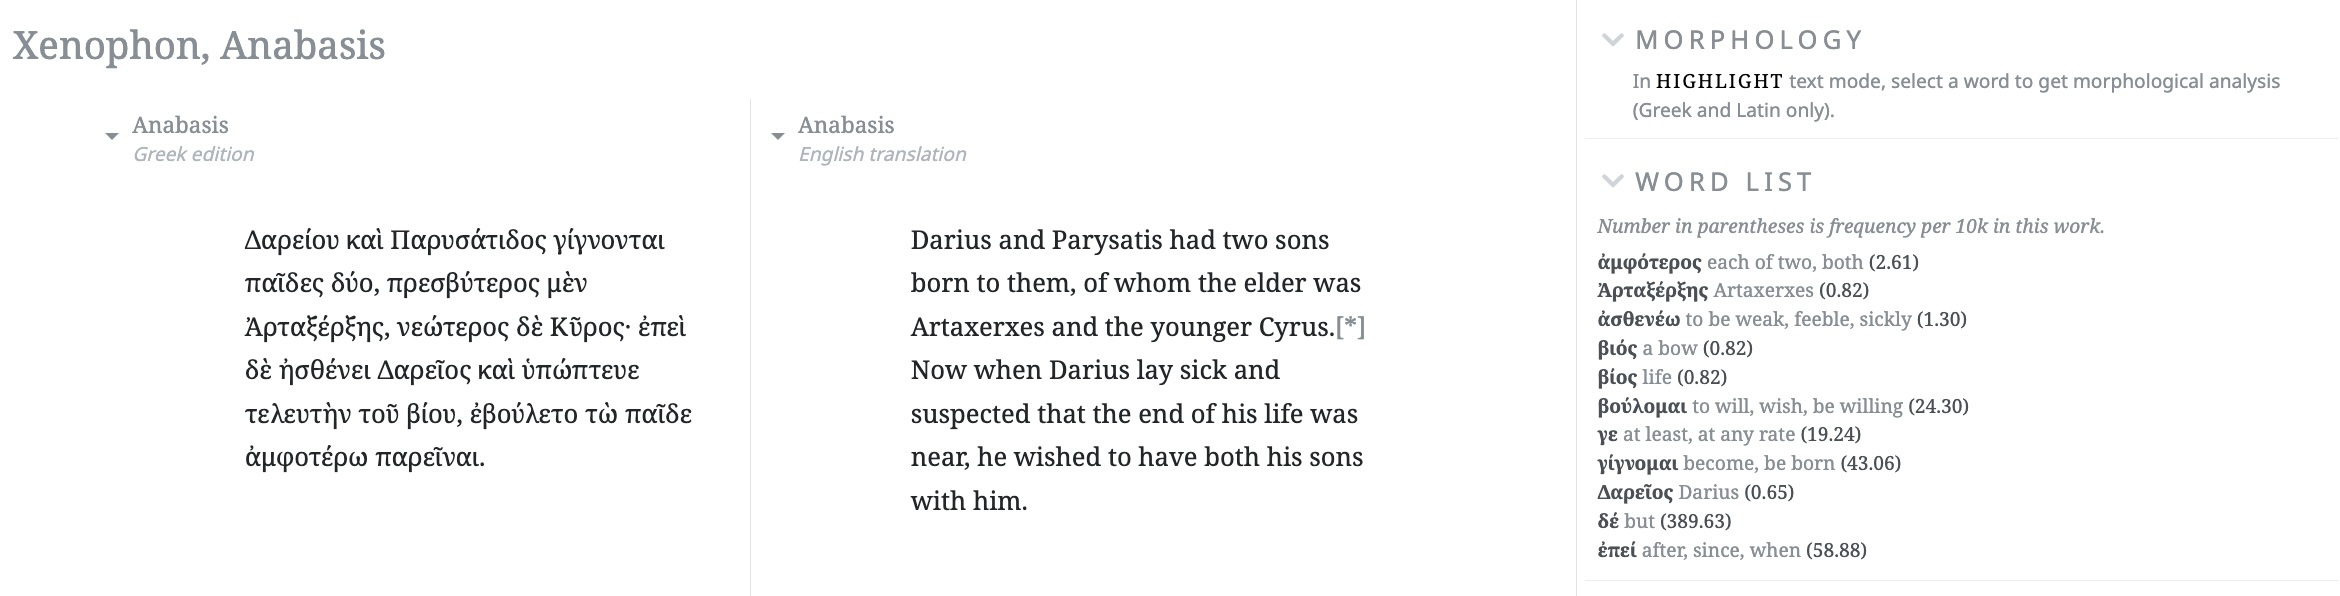 Xenophon, Anabasis
Anabasis
Greek edition
Δαρείου καὶ Παρυσάτιδος γίγνονται
παῖδες δύο, πρεσβύτερος μὲν
Ἀρταξέρξης, νεώτερος δὲ Κῦρος· ἐπεὶ
δὲ ἠσθένει Δαρεῖος καὶ ὑπώπτευε
τελευτὴν τοῦ βίου, ἐβούλετο τὼ παῖδε
ἀμφοτέρω παρεῖναι.
Anabasis
English translation
Darius and Parysatis had two sons
born to them, of whom the elder was
Artaxerxes and the younger Cyrus.[*]
Now when Darius lay sick and
suspected that the end of his life was
near, he wished to have both his sons
with him.
MORPHOLOGY
In HIGHLIGHT text mode, select a word to get morphological analysis
(Greek and Latin only).
WORD LIST
Number in parentheses is frequency per 10k in this work.
ἀμφότερος each of two, both (2.61)
Ἀρταξέρξης Artaxerxes (0.82)
ἀσθενέω to be weak, feeble, sickly (1.30)
βιός a bow (0.82)
βίος life (0.82)
βούλομαι to will, wish, be willing (24.30)
γε at least, at any rate (19.24)
γίγνομαι become, be born (43.06)
Δαρεῖος Darius (0.65)
δέ but (389.63)
ἐπεί after, since, when (58.88)